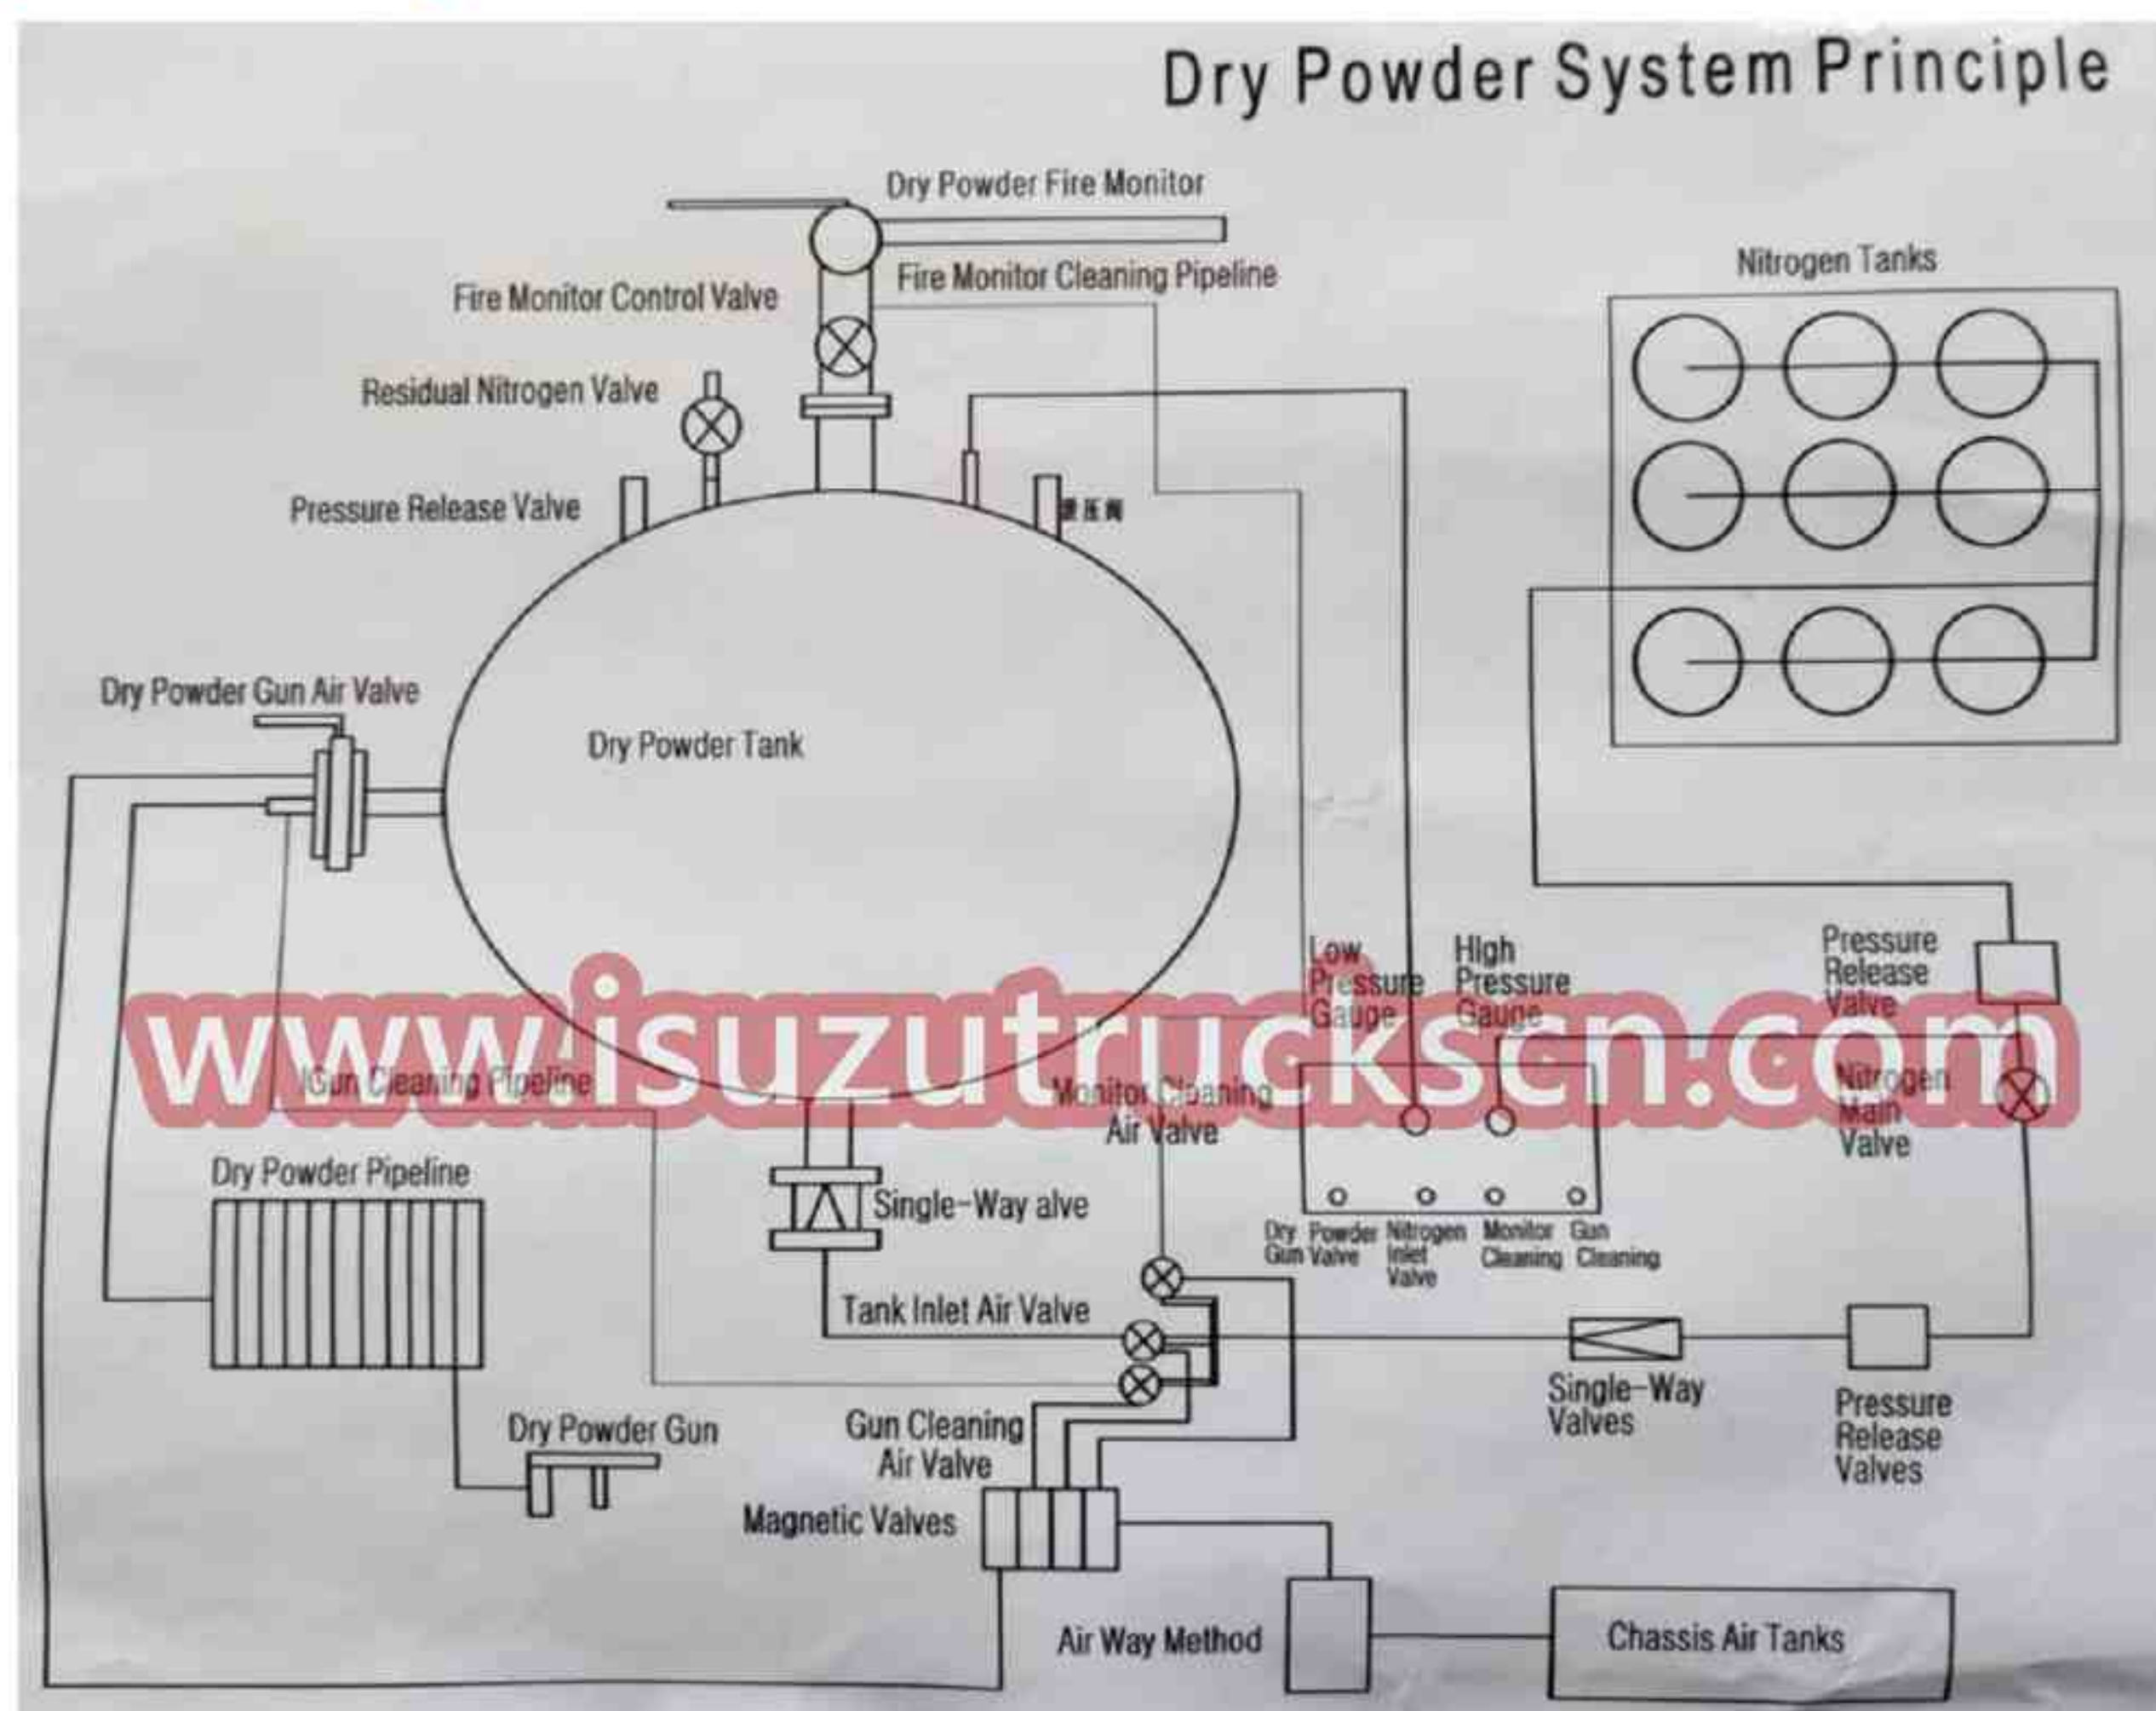 Dry Powder System Principle
Dry Powder Fire Monitor
Nitrogen Tanks
Fire Monitor Cleaning Pipeline
Fire Monitor Control Valve
Residual Nitrogen Valve
Pressure Release Valve
泄压阀
Dry Powder Gun Air Valve
Dry Powder Tank
Low
Pressure
Gauge
HIgh
Pressure
Gauge
Pressure
Release
Valve
www.isuzutruckscn.com
Gun Cleaning Pipeline
Monitor Cleaning
Air Valve
Nitrogen
Main
Valve
Dry Powder Pipeline
Single-Way alve
Dry Powder
Gun Valve
Nitrogen
Inlet
Valve
Monitor
Cleaning
Gun
Cleaning
Tank Inlet Air Valve
Single-Way
Valves
Pressure
Release
Valves
Dry Powder Gun
Gun Cleaning
Air Valve
Magnetic Valves
Air Way Method
Chassis Air Tanks